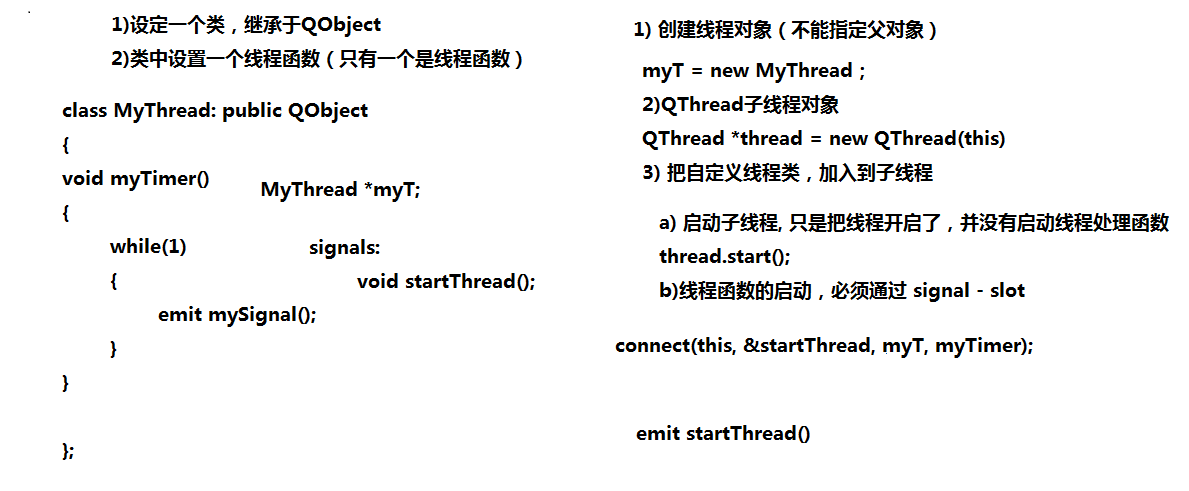 1)设定一个类，继承于QObject
2)类中设置一个线程函数（只有一个是线程函数）
class MyThread: public QObject
{
void myTimer()
{
while(1)
{
emit mySignal();
}
}
};
MyThread *myT;
signals:
void startThread();
1) 创建线程对象（不能指定父对象）
myT = new MyThread ;
2)QThread子线程对象
QThread *thread = new QThread(this)
3) 把自定义线程类，加入到子线程
a) 启动子线程, 只是把线程开启了，并没有启动线程处理函数
thread.start();
b)线程函数的启动，必须通过 signal - slot
connect(this, &startThread, myT, myTimer);
emit startThread()